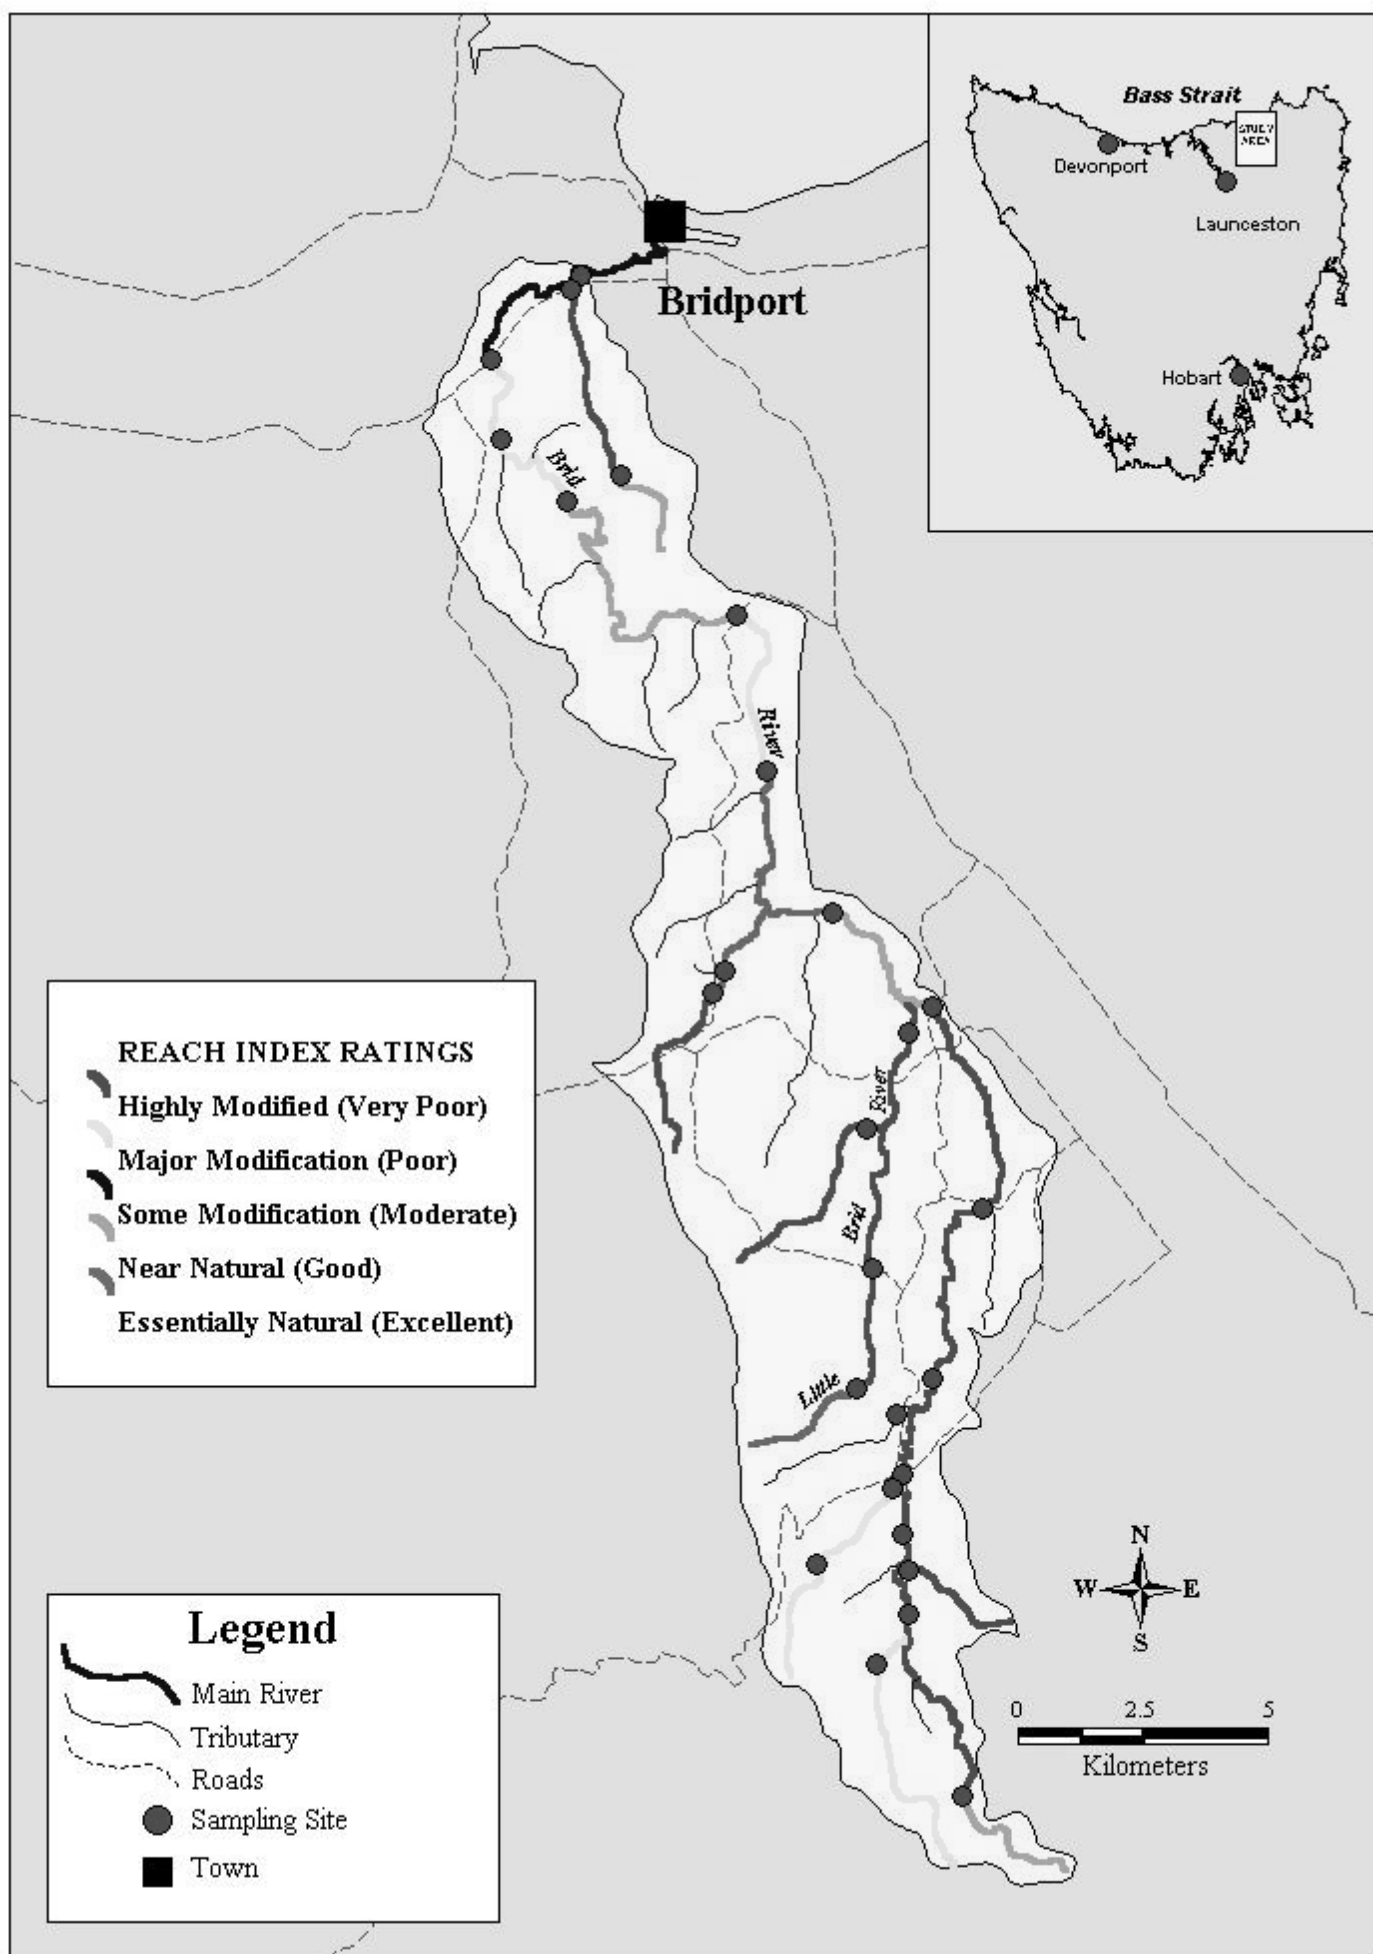 Bass Strait
STUDY
AREA
Devonport
Launceston
Hobart
Bridport
Brid
River
River
Brid
Little
REACH INDEX RATINGS
Highly Modified (Very Poor)
Major Modification (Poor)
Some Modification (Moderate)
Near Natural (Good)
Essentially Natural (Excellent)
N
W E
S
Legend
Main River
Tributary
Roads
Sampling Site
Town
0 2.5 5
Kilometers